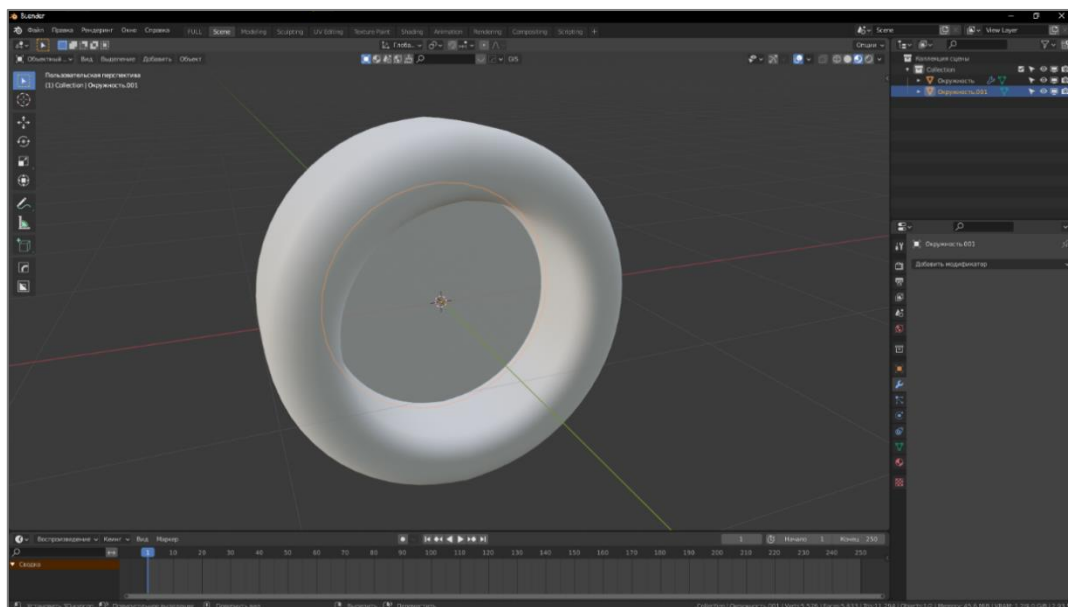 Blender
Файл Правка Рендеринг Окно Справка FULL Scene Modeling Sculpting UV Editing Texture Paint Shading Animation Rendering Compositing Scripting + Scene View Layer
Глоба... GIS Опции
Объектный ... Вид Выделение Добавить Объект
Пользовательская перспектива
(1) Collection | Окружность.001
Коллекция сцены
Collection
Окружность
Окружность.001
Окружность.001
Добавить модификатор
Воспроизведение Вид Маркер 1 Начало 1 Конец 250
1 10 20 30 40 50 60 70 80 90 100 110 120 130 140 150 160 170 180 190 200 210 220 230 240 250
Сводка